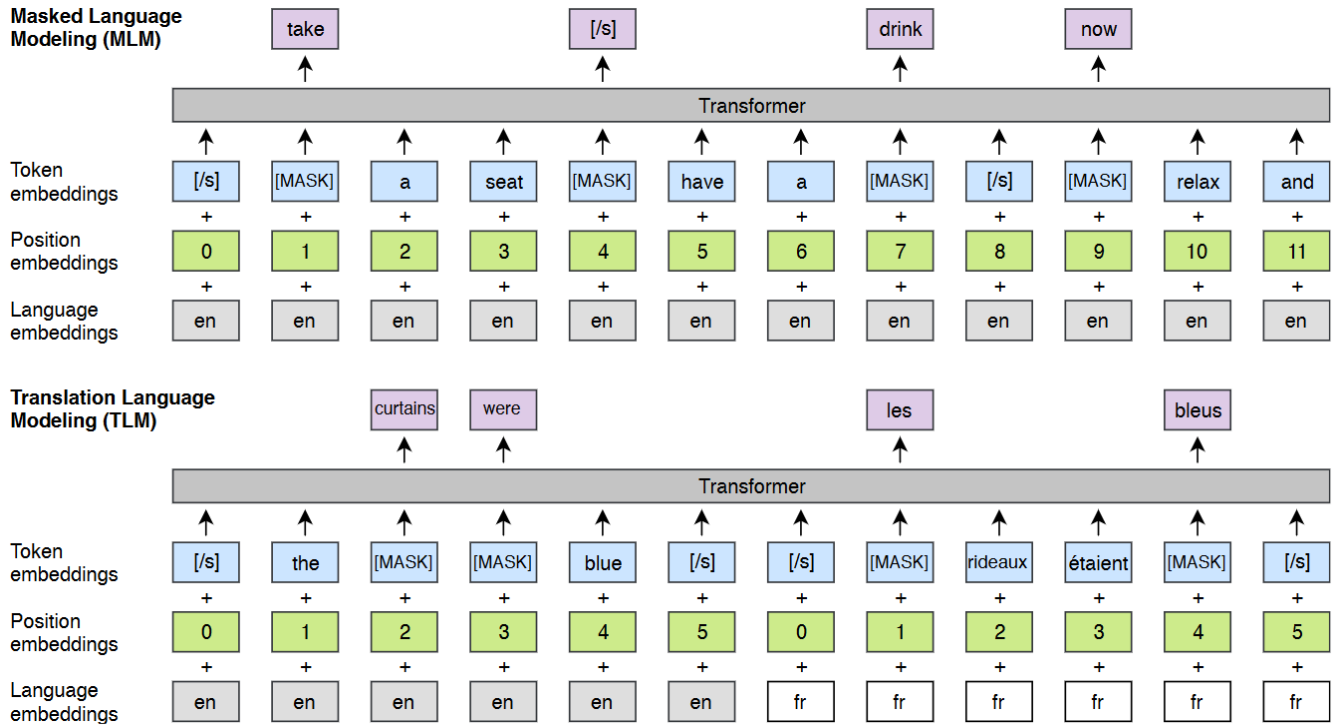 Masked Language
Modeling (MLM)
take [/s] drink now
Transformer
Token
embeddings
[/s] [MASK] a seat [MASK] have a [MASK] [/s] [MASK] relax and
+ + + + + + + + + + + +
Position
embeddings
0 1 2 3 4 5 6 7 8 9 10 11
+ + + + + + + + + + + +
Language
embeddings
en en en en en en en en en en en en
Translation Language
Modeling (TLM)
curtains were les bleus
Transformer
Token
embeddings
[/s] the [MASK] [MASK] blue [/s] [/s] [MASK] rideaux étaient [MASK] [/s]
+ + + + + + + + + + + +
Position
embeddings
0 1 2 3 4 5 0 1 2 3 4 5
+ + + + + + + + + + + +
Language
embeddings
en en en en en en fr fr fr fr fr fr